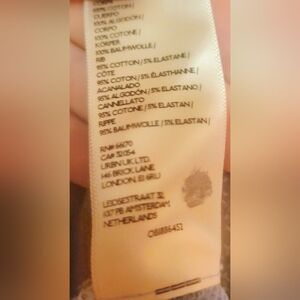 CUERPO
100% ALGODÓN /
CORPO
100% COTONE /
KÖRPER
100% BAUMWOLLE /
RIB
95% COTTON / 5% ELASTANE /
CÔTE
95% COTON / 5% ÉLASTHANNE /
ACANALADO
95% ALGODÓN / 5% ELASTANO /
CANNELLATO
95% COTONE / 5% ELASTAN /
RIPPE
95% BAUMWOLLE / 5% ELASTAN /
RN# 66170
CA# 32054
URBN UK LTD.
146 BRICK LANE
LONDON, E1 6RU
LEIDSESTRAAT 32
1017 PB AMSTERDAM
NETHERLANDS